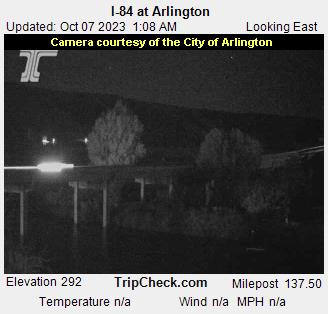 I-84 at Arlington
Updated: Oct 07 2023 1:08 AM Looking East
Camera courtesy of the City of Arlington
Elevation 292 TripCheck.com Milepost 137.50
Temperature n/a Wind n/a MPH n/a